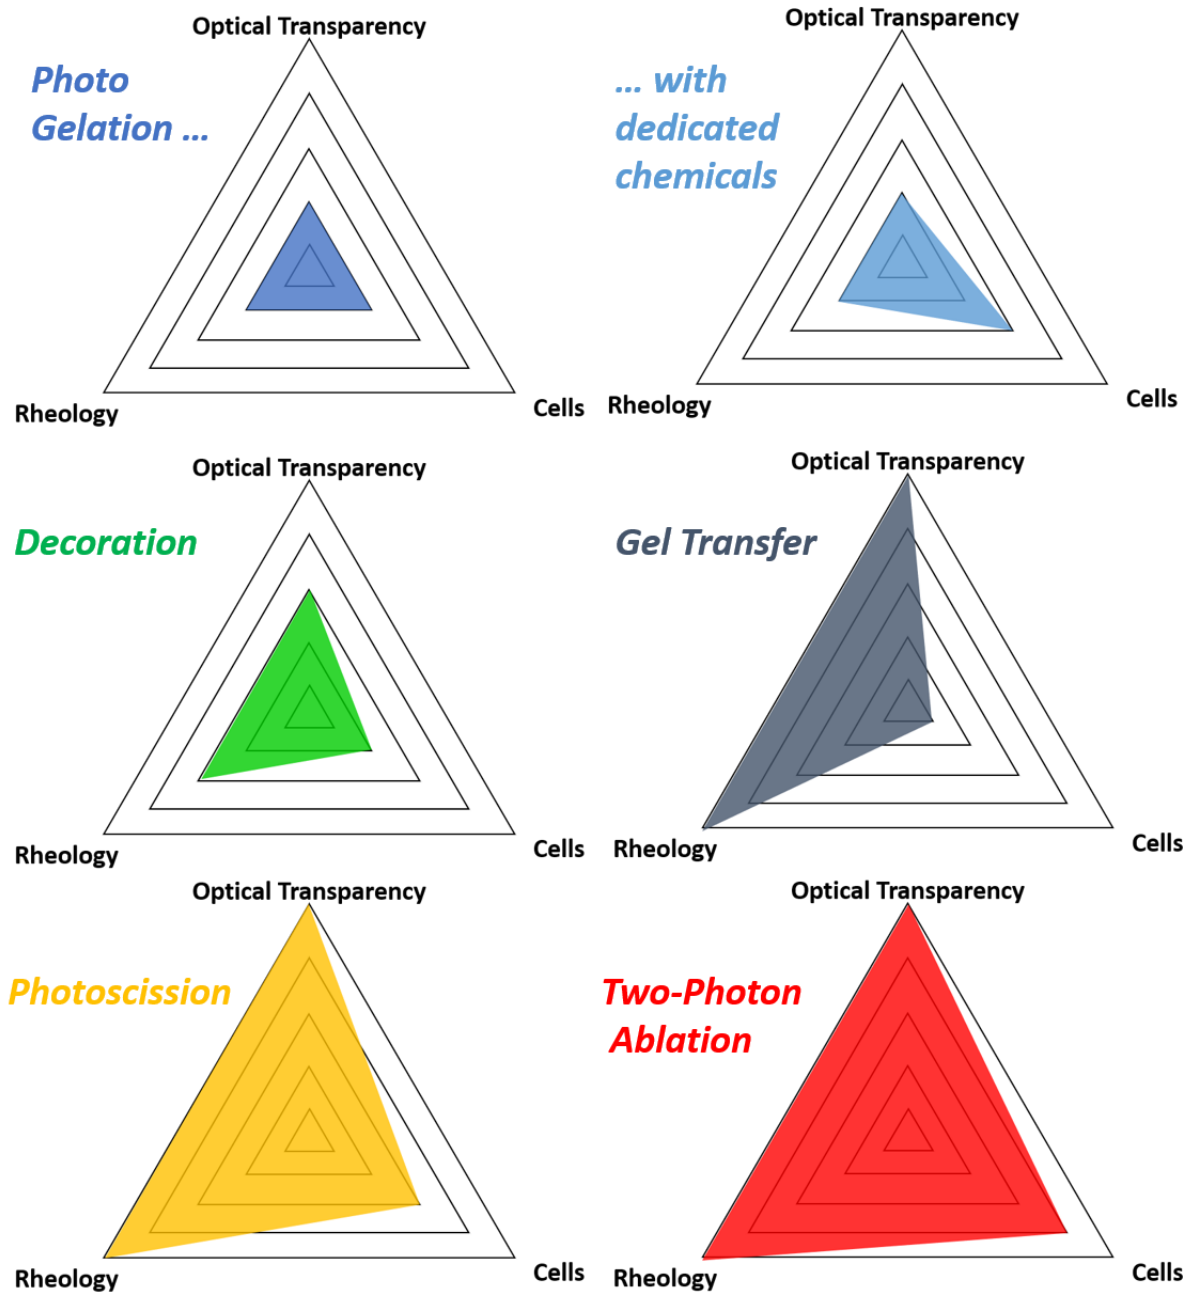 Optical Transparency
Photo
Gelation ...
Rheology
Cells
Optical Transparency
... with
dedicated
chemicals
Rheology
Cells
Optical Transparency
Decoration
Rheology
Cells
Optical Transparency
Gel Transfer
Rheology
Cells
Optical Transparency
Photoscission
Rheology
Cells
Optical Transparency
Two-Photon
Ablation
Rheology
Cells